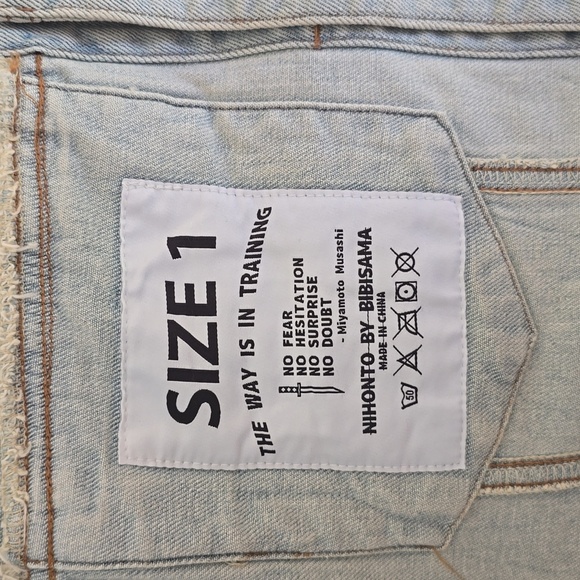 SIZE 1
THE WAY IS IN TRAINING
NO FEAR
NO HESITATION
NO SURPRISE
NO DOUBT
- Miyamoto Musashi
NIHONTO BY BIBISAMA
MADE IN CHINA
50